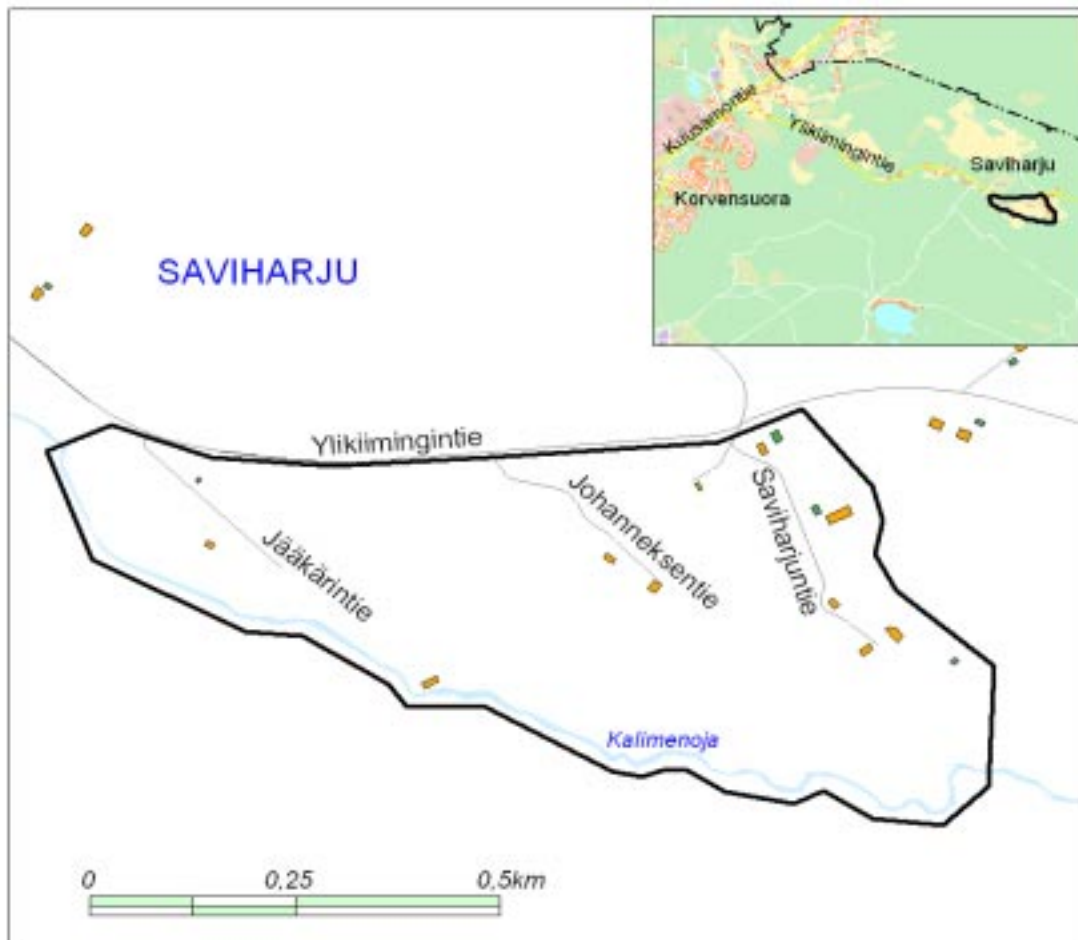 Kuusamontie
Ylikiimingintie
Saviharju
Korvensuora
SAVIHARJU
Ylikiimingintie
Jääkärintie
Johanneksentie
Saviharjuntie
Kalimenoja
0 0,25 0,5km